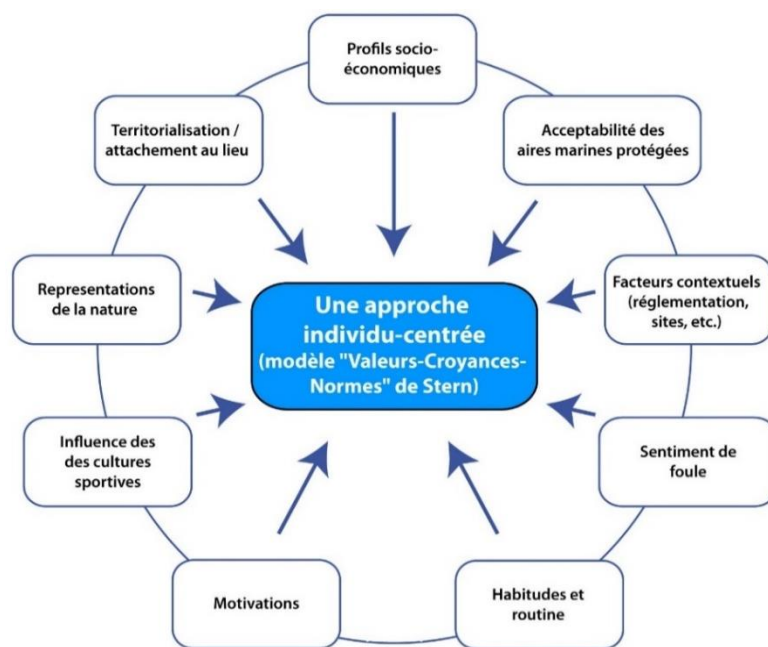 Profils socio-
économiques
Territorialisation /
attachement au lieu
Acceptabilité des
aires marines protégées
Representations
de la nature
Une approche
individu-centrée
(modèle "Valeurs-Croyances-
Normes" de Stern)
Facteurs contextuels
(réglementation,
sites, etc.)
Influence des
des cultures
sportives
Sentiment de
foule
Motivations
Habitudes et
routine